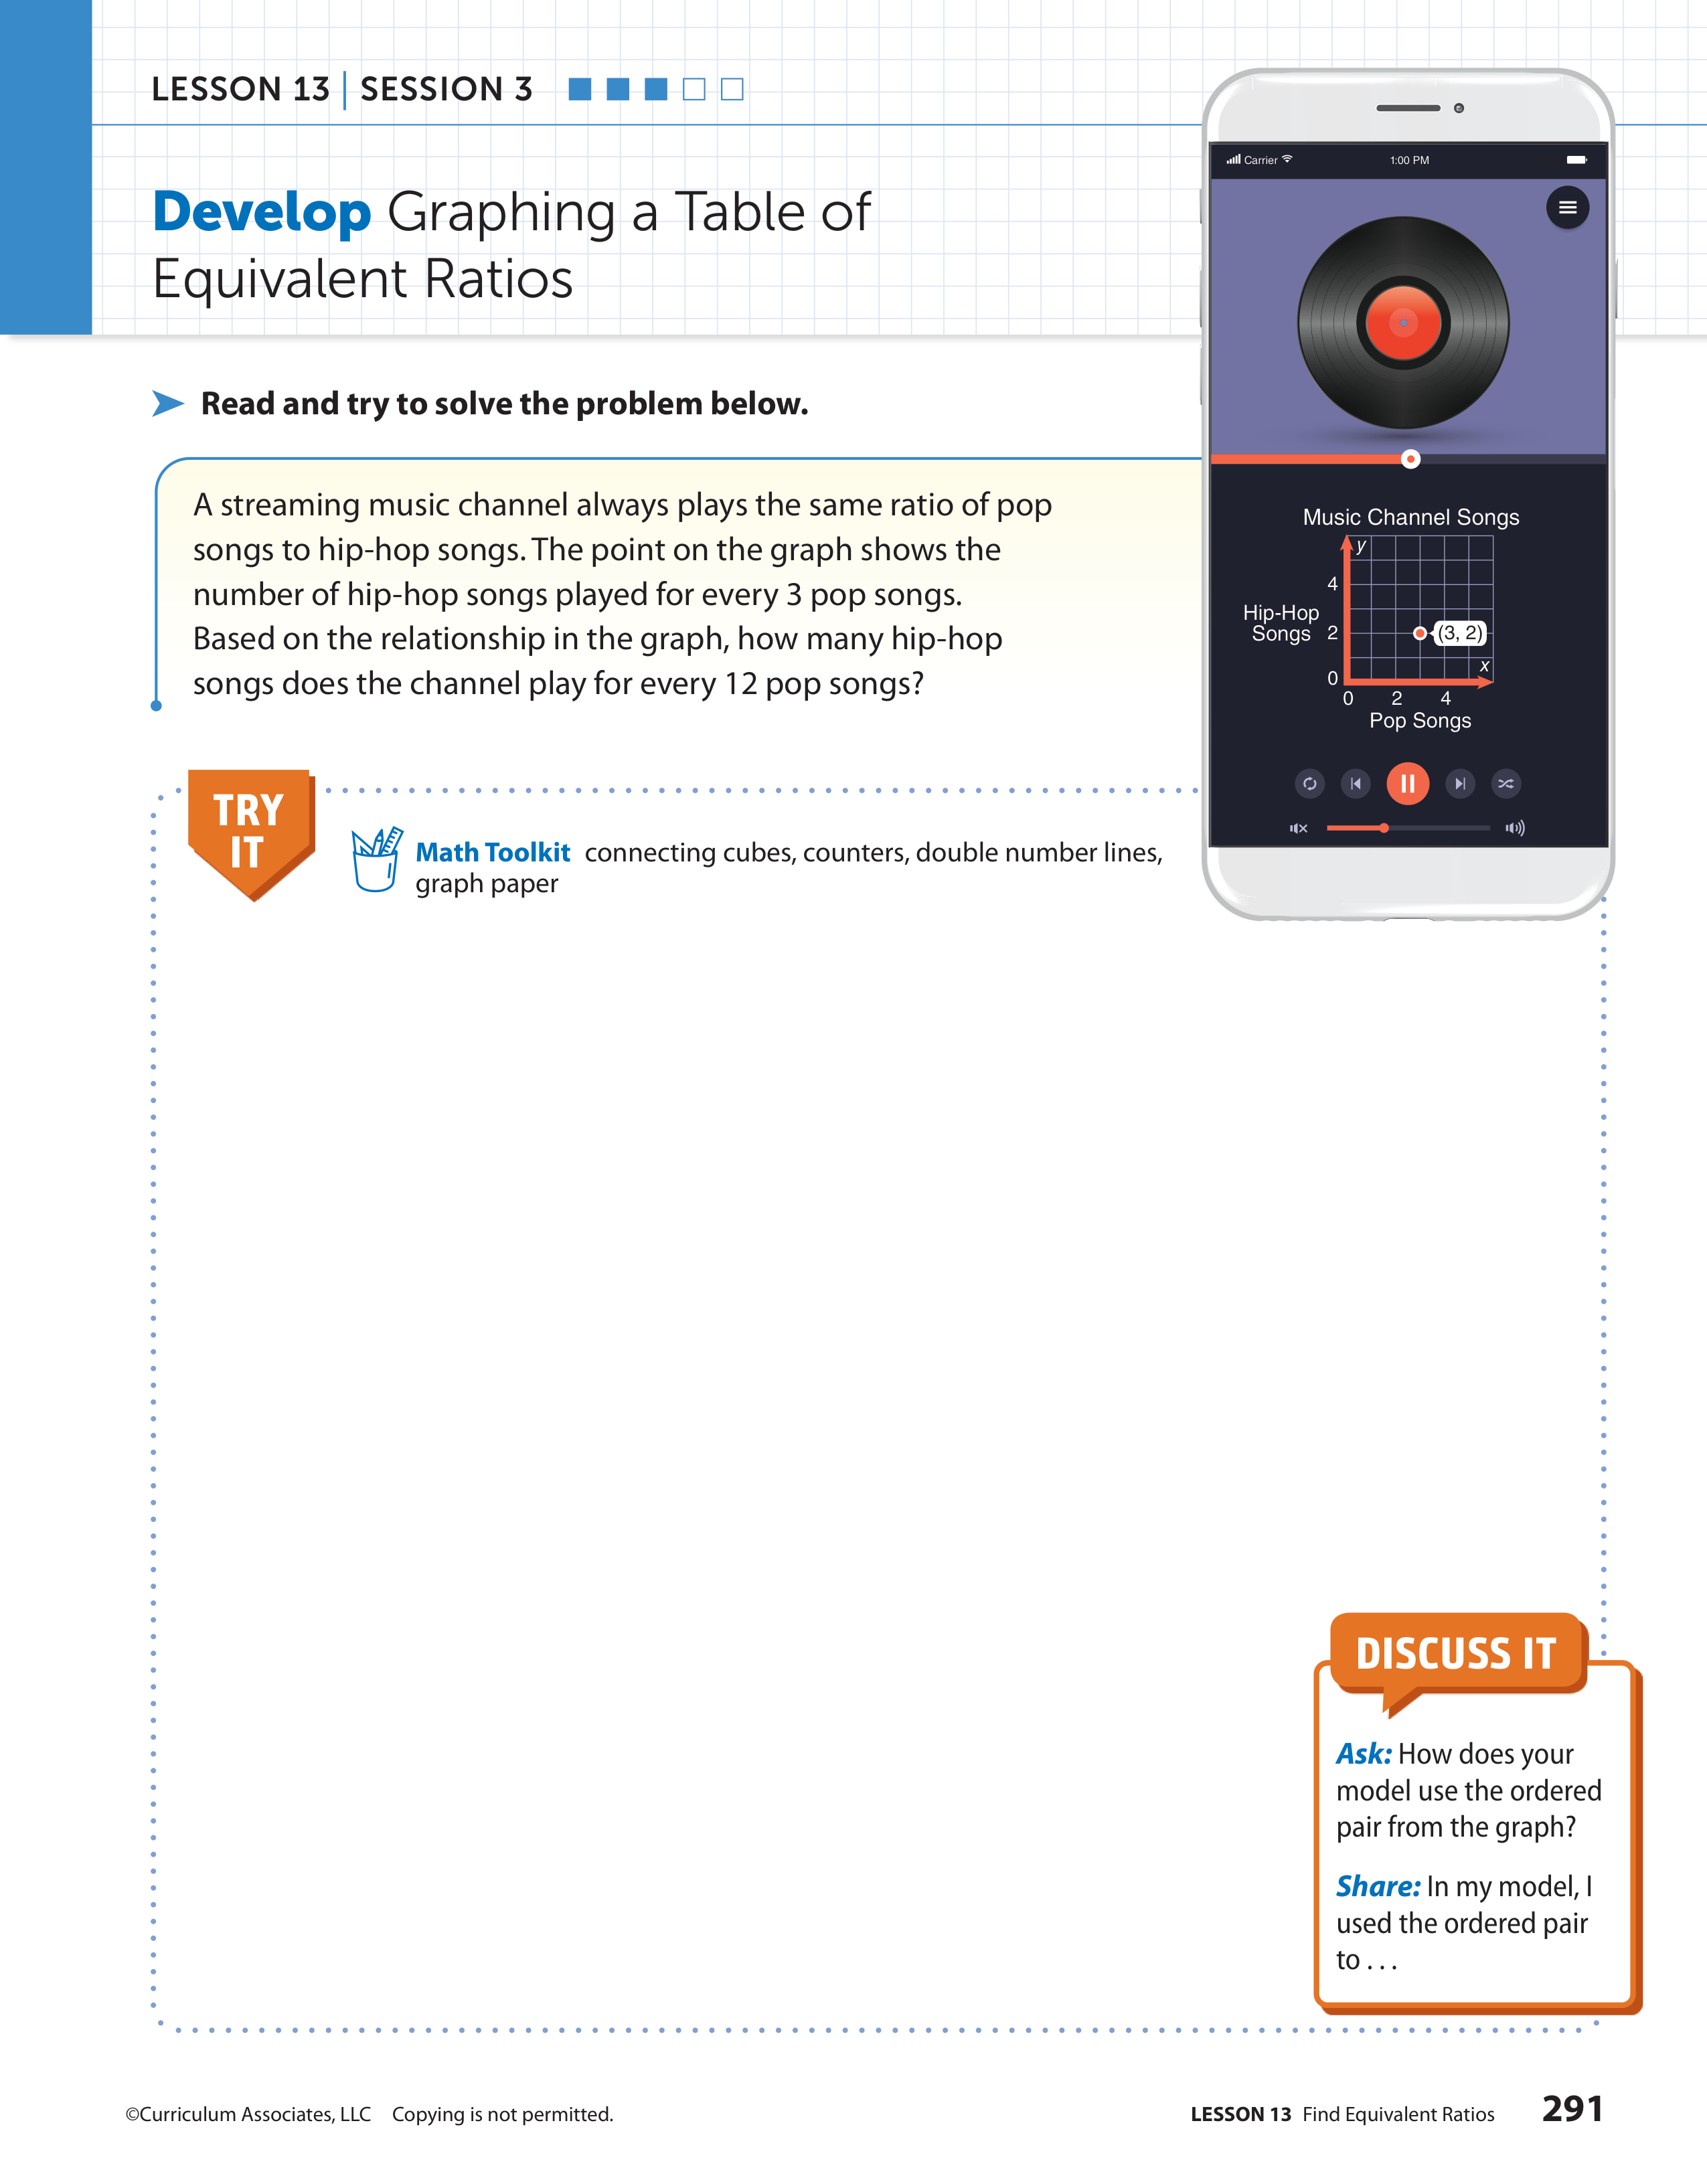 LESSON 13 | SESSION 3
Develop Graphing a Table of
Equivalent Ratios
Read and try to solve the problem below.
A streaming music channel always plays the same ratio of pop
songs to hip-hop songs. The point on the graph shows the
number of hip-hop songs played for every 3 pop songs.
Based on the relationship in the graph, how many hip-hop
songs does the channel play for every 12 pop songs?
Carrier 1:00 PM
Music Channel Songs
y
4
Hip-Hop
Songs
2
(3, 2)
x
0
0 2 4
Pop Songs
TRY
IT
Math Toolkit connecting cubes, counters, double number lines,
graph paper
DISCUSS IT
Ask: How does your
model use the ordered
pair from the graph?
Share: In my model, I
used the ordered pair
to . . .
©Curriculum Associates, LLC Copying is not permitted.
LESSON 13 Find Equivalent Ratios 291